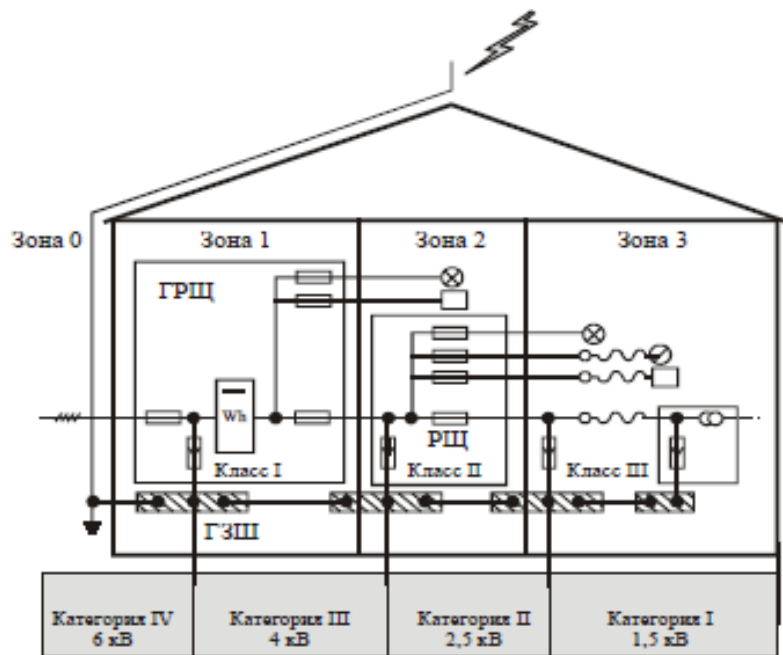 Зона 0
Зона 1
Зона 2
Зона 3
ГРЩ
Wh
РЩ
Класс I
Класс II
Класс III
ГЗШ
Категория IV
6 кВ
Категория III
4 кВ
Категория II
2,5 кВ
Категория I
1,5 кВ